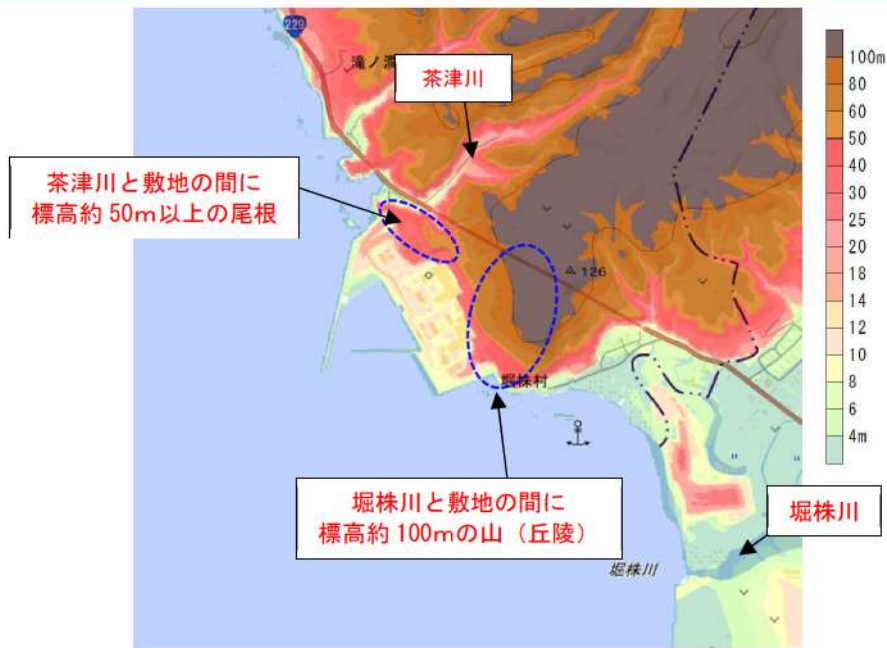 229
滝ノ澗
茶津川
茶津川と敷地の間に
標高約 50m以上の尾根
126
堀株村
堀株川と敷地の間に
標高約 100mの山（丘陵）
堀株川
堀株川
100m
80
60
50
40
30
25
20
18
14
12
10
8
6
4m